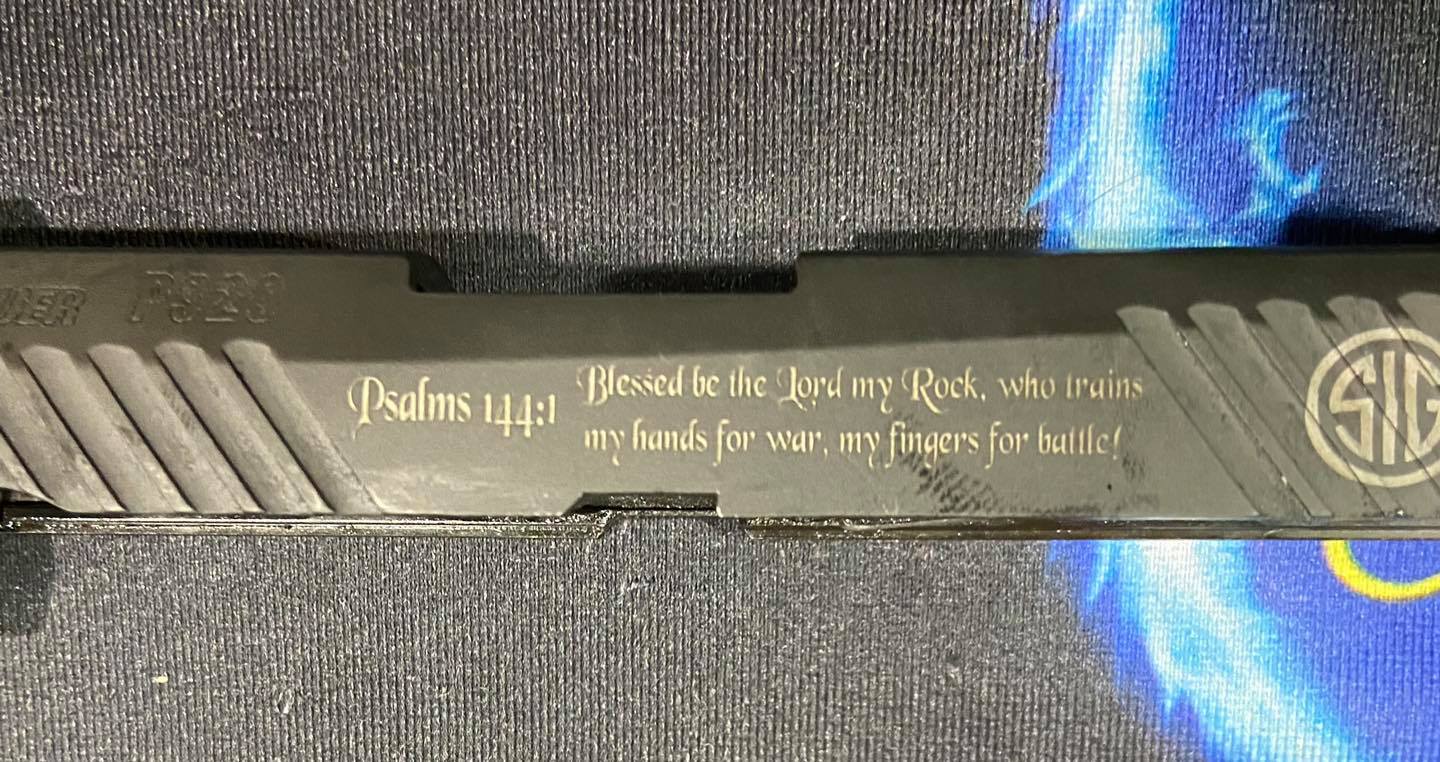 UER P320
Psalms 144:1
Blessed be the Lord my Rock, who trains
my hands for war, my fingers for battle!
SIG